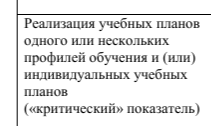 Реализация учебных планов
одного или нескольких
профилей обучения и (или)
индивидуальных учебных
планов
(«критический» показатель)